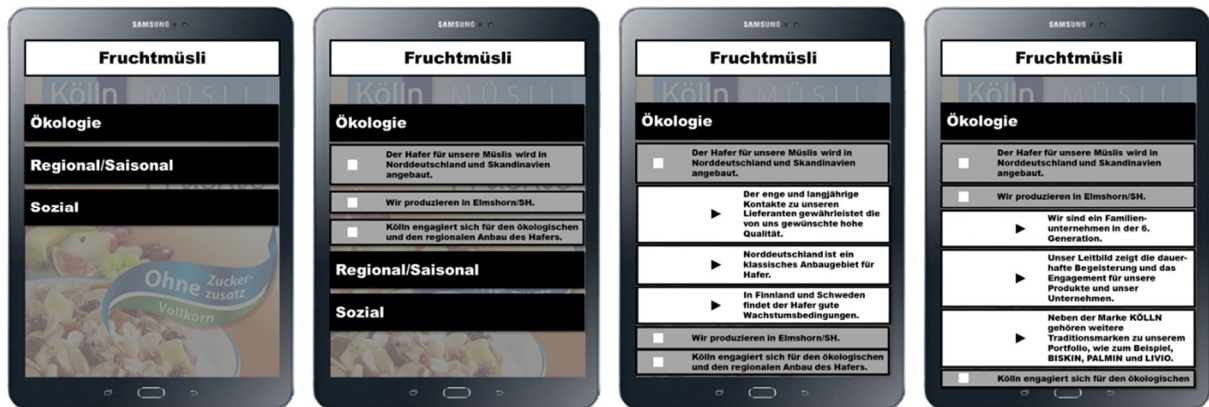 SAMSUNG
Fruchtmüsli
Kölln MÜSLI
Ökologie
Regional/Saisonal
Sozial
Ohne Zucker-
zusatz
Vollkorn
SAMSUNG
Fruchtmüsli
Kölln MÜSLI
Ökologie
Der Hafer für unsere Müslis wird in
Norddeutschland und Skandinavien
angebaut.
Wir produzieren in Elmshorn/SH.
Kölln engagiert sich für den ökologischen
und den regionalen Anbau des Hafers.
Regional/Saisonal
Sozial
SAMSUNG
Fruchtmüsli
Kölln MÜSLI
Ökologie
Der Hafer für unsere Müslis wird in
Norddeutschland und Skandinavien
angebaut.
Der enge und langjährige
Kontakte zu unseren
Lieferanten gewährleistet die
von uns gewünschte hohe
Qualität.
Norddeutschland ist ein
klassisches Anbaugebiet für
Hafer.
In Finnland und Schweden
findet der Hafer gute
Wachstumsbedingungen.
Wir produzieren in Elmshorn/SH.
Kölln engagiert sich für den ökologischen
und den regionalen Anbau des Hafers.
SAMSUNG
Fruchtmüsli
Kölln MÜSLI
Ökologie
Der Hafer für unsere Müslis wird in
Norddeutschland und Skandinavien
angebaut.
Wir produzieren in Elmshorn/SH.
Wir sind ein Familien-
unternehmen in der 6.
Generation.
Unser Leitbild zeigt die dauer-
hafte Begeisterung und das
Engagement für unsere
Produkte und unser
Unternehmen.
Neben der Marke KÖLLN
gehören weitere
Traditionsmarken zu unserem
Portfolio, wie zum Beispiel,
BISKIN, PALMIN und LIVIO.
Kölln engagiert sich für den ökologischen